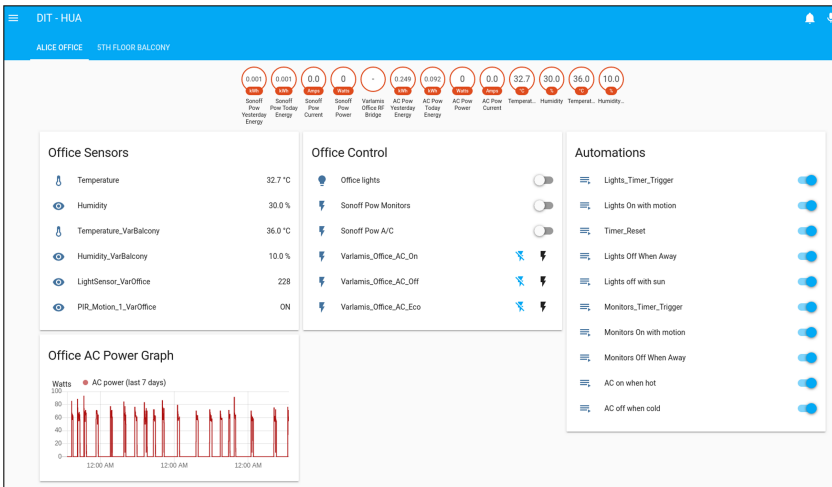 DIT - HUA
ALICE OFFICE 5TH FLOOR BALCONY
0.001 0.001 0.0 0 - 0.249 0.092 0 0.0 32.7 30.0 36.0 10.0
kWh kWh Amps Watts kWh kWh Watts Amps °C % °C %
Sonoff Sonoff Sonoff Sonoff Varlamis AC Pow AC Pow AC Pow AC Pow Temperat... Humidity Temperat... Humidity...
Pow Pow Today Pow Pow Office RF Yesterday Today Power Current
Yesterday Energy Current Power Bridge Energy Energy
Energy
Office Sensors
Temperature 32.7 °C
Humidity 30.0 %
Temperature_VarBalcony 36.0 °C
Humidity_VarBalcony 10.0 %
LightSensor_VarOffice 228
PIR_Motion_1_VarOffice ON
Office Control
Office lights
Sonoff Pow Monitors
Sonoff Pow A/C
Varlamis_Office_AC_On
Varlamis_Office_AC_Off
Varlamis_Office_AC_Eco
Automations
Lights_Timer_Trigger
Lights On with motion
Timer_Reset
Lights Off When Away
Lights off with sun
Monitors_Timer_Trigger
Monitors On with motion
Monitors Off When Away
AC on when hot
AC off when cold
Office AC Power Graph
Watts AC power (last 7 days)
100
80
60
40
20
0
12:00 AM 12:00 AM 12:00 AM